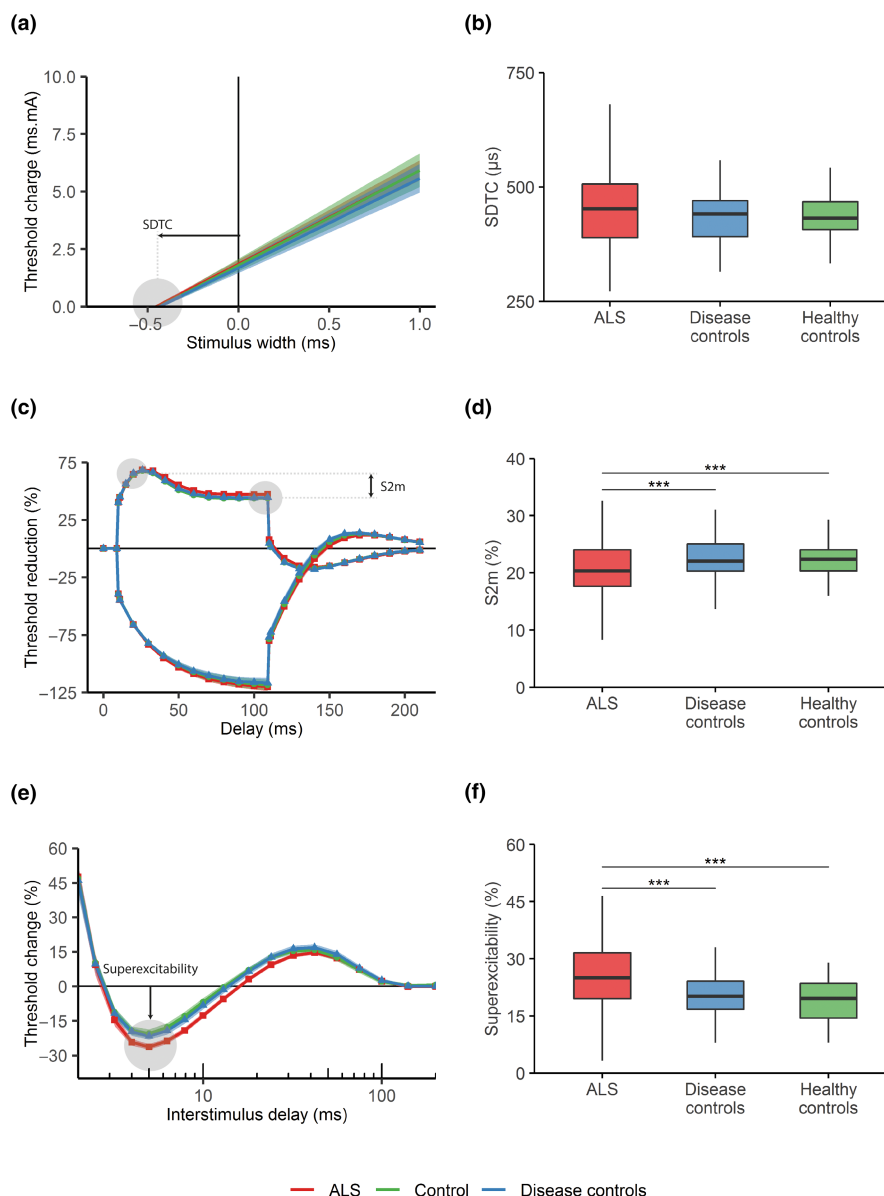 (a)
Threshold charge (ms.mA)
10.0
7.5
5.0
2.5
0.0
SDTC
−0.5
0.0
0.5
1.0
Stimulus width (ms)
(b)
SDTC (μs)
750
450
250
ALS
Disease
controls
Healthy
controls
(c)
Threshold reduction (%)
75
25
−25
−75
−125
S2m
0
50
100
150
200
Delay (ms)
(d)
S2m (%)
40
30
20
10
0
***
***
ALS
Disease
controls
Healthy
controls
(e)
Threshold change (%)
60
45
30
15
0
−15
−30
Superexcitability
10
100
Interstimulus delay (ms)
(f)
Superexcitability (%)
60
45
30
15
0
***
***
ALS
Disease
controls
Healthy
controls
ALS
Control
Disease controls